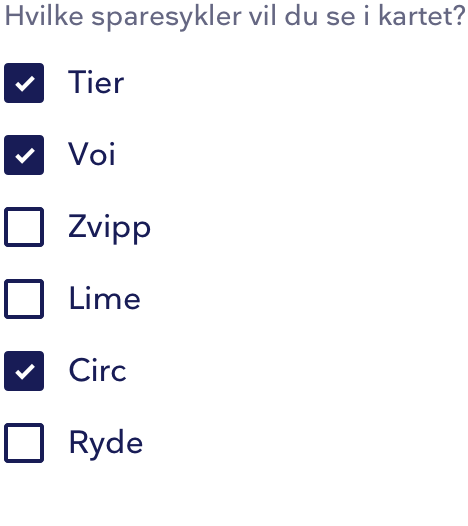 Hvilke sparesykler vil du se i kartet?
Tier
Voi
Zvipp
Lime
Circ
Ryde